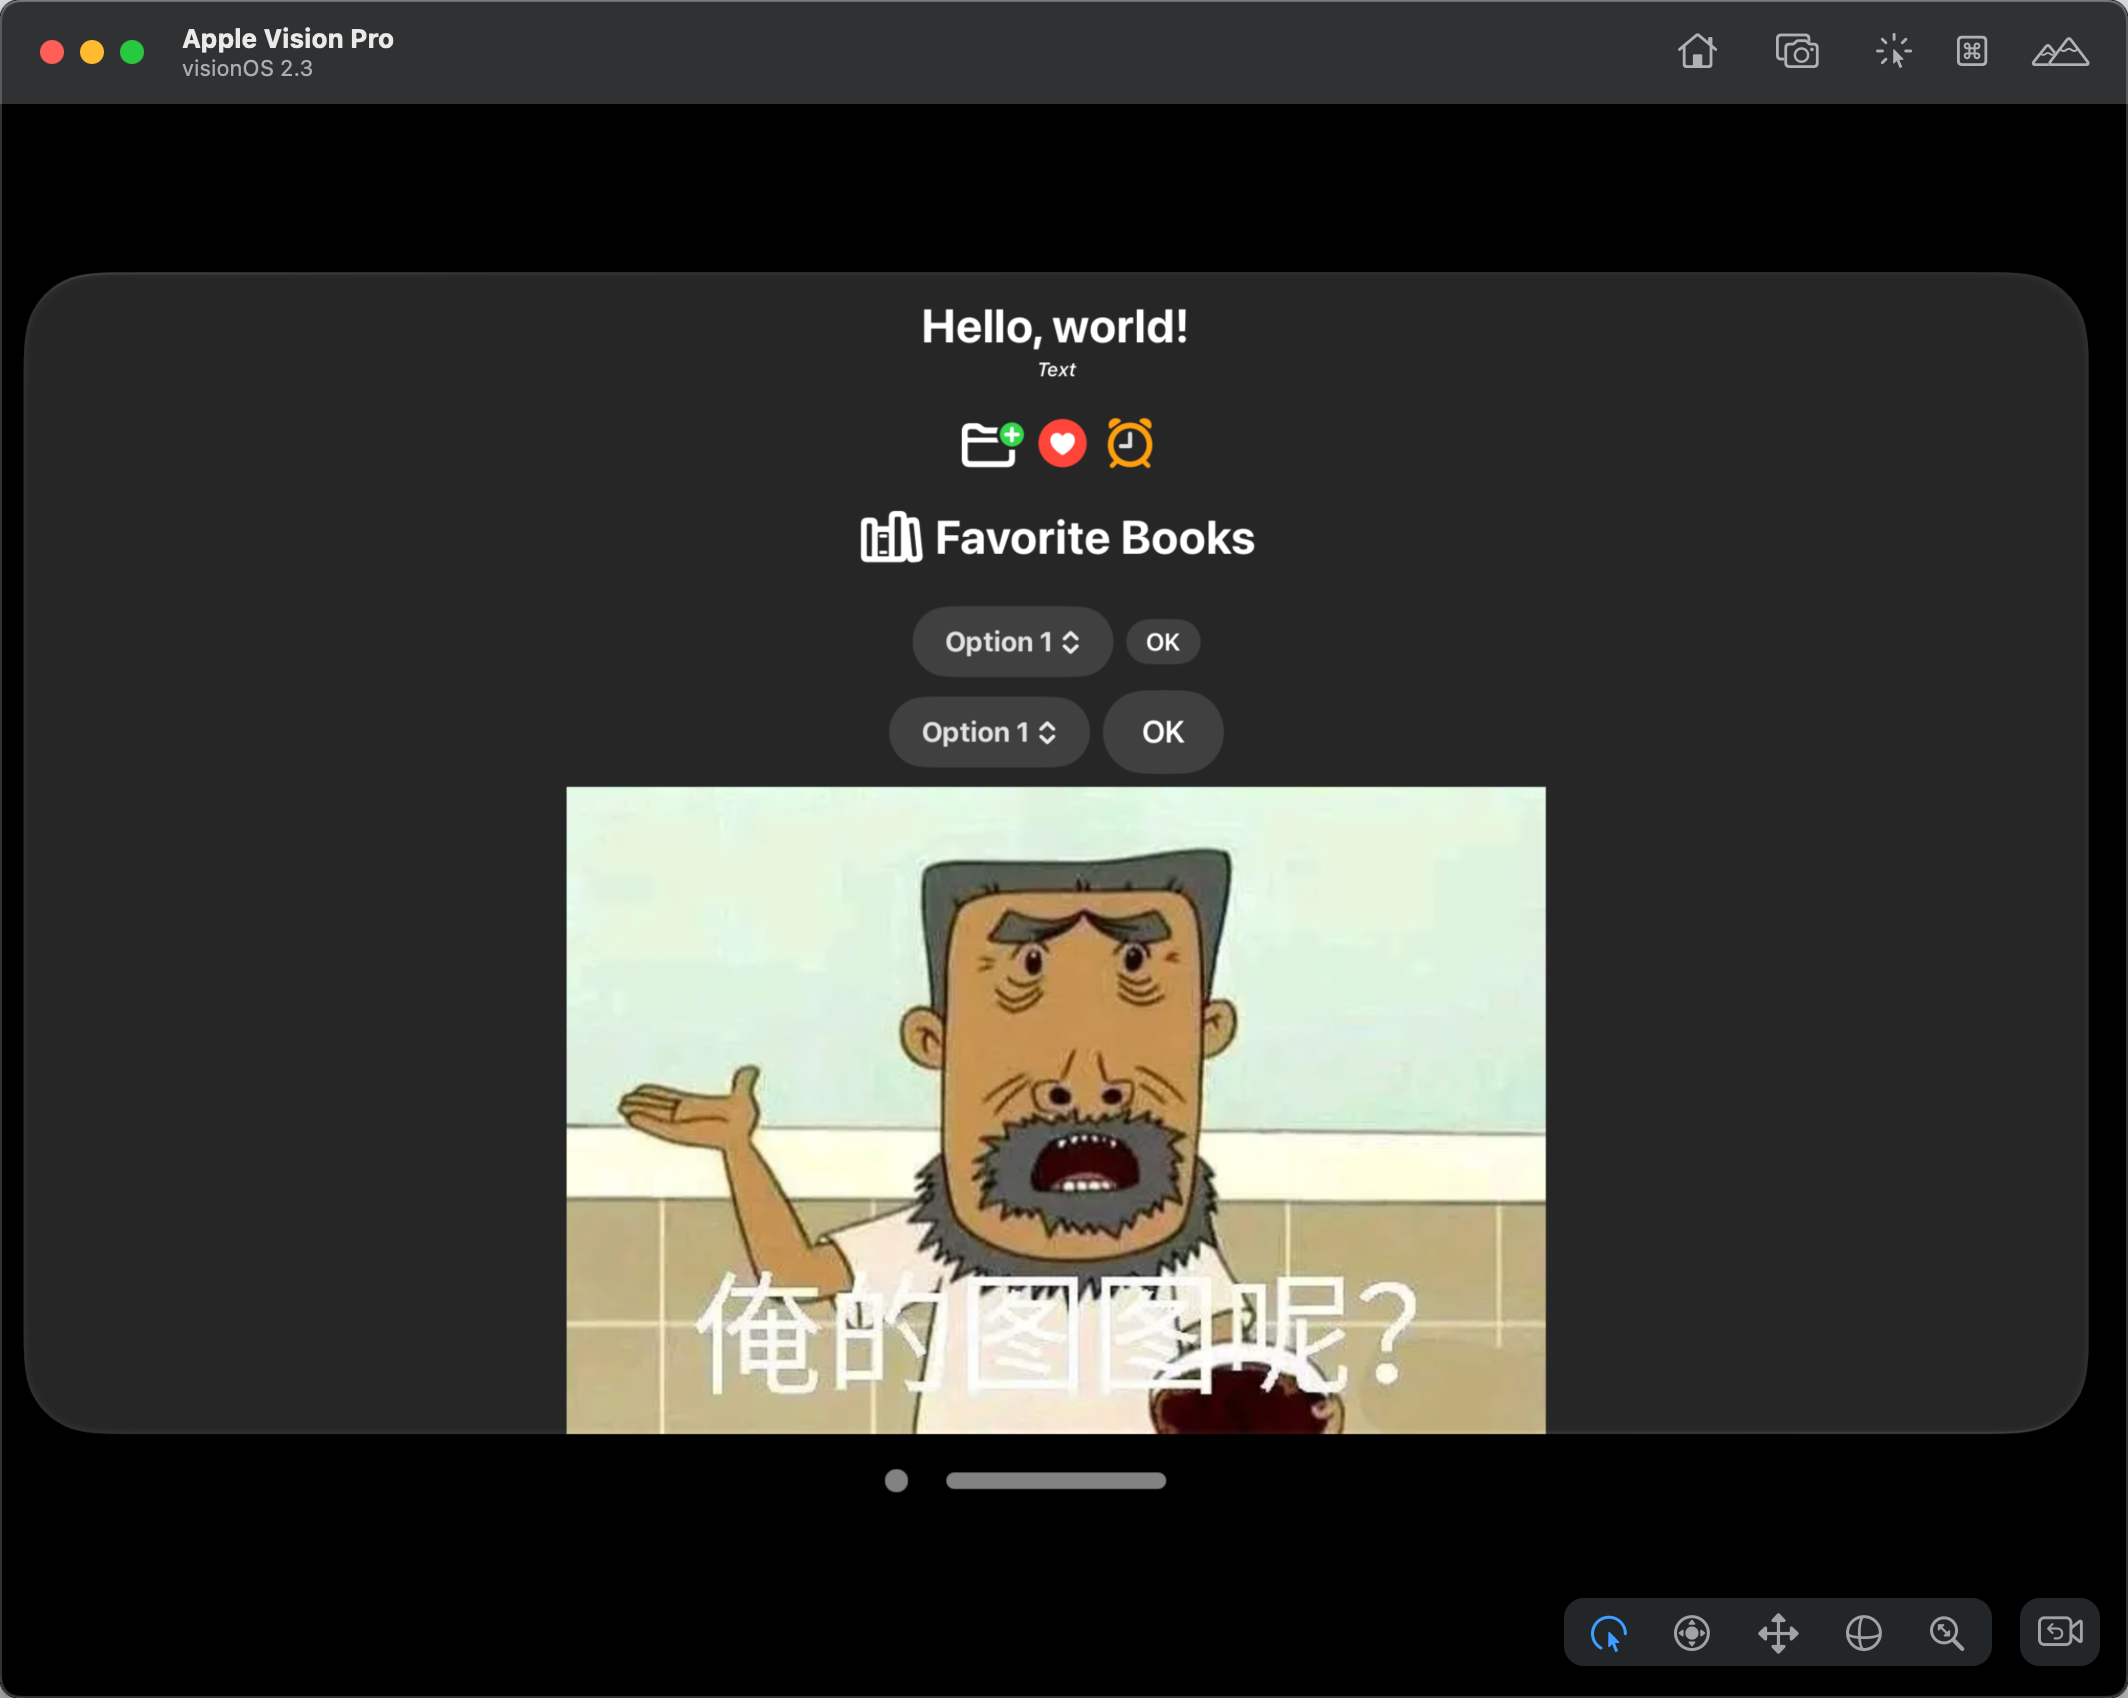 Apple Vision Pro
visionOS 2.3
Hello, world!
Text
Favorite Books
Option 1 OK
Option 1 OK
俺的图图呢？